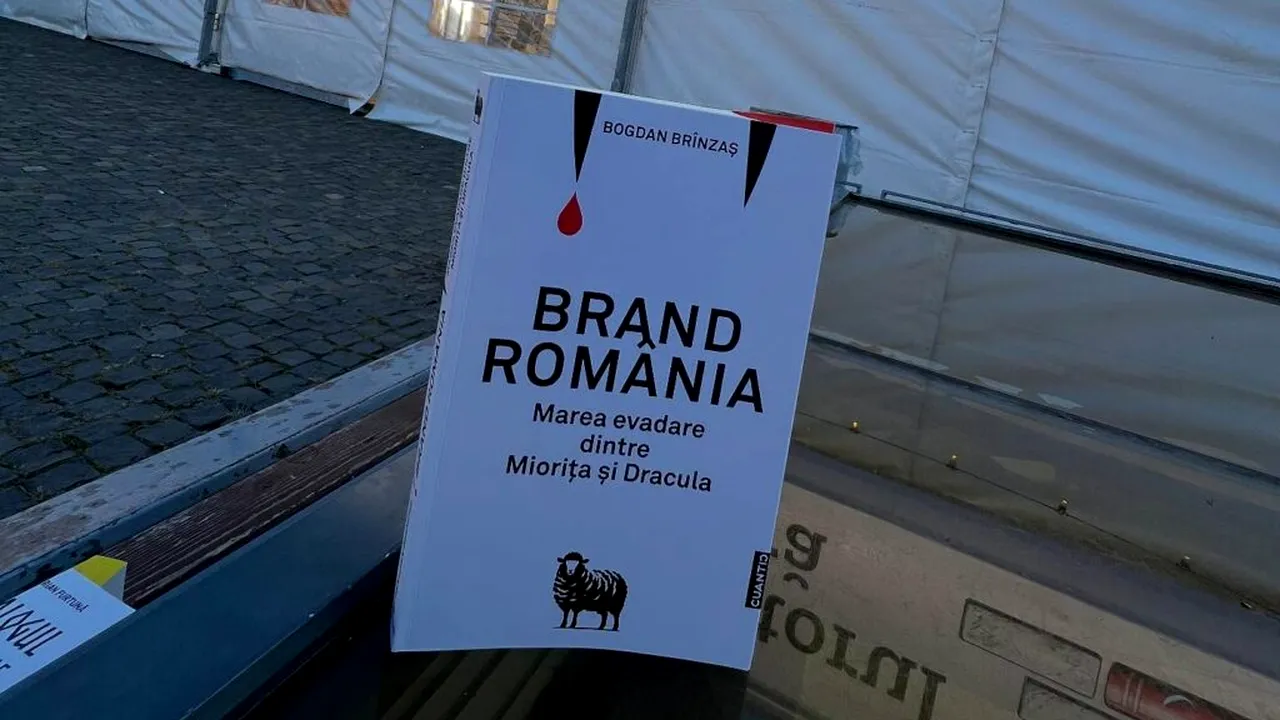 BOGDAN BRÎNZAȘ
BRAND
ROMÂNIA
Marea evadare
dintre
Miorița și Dracula
CUANTIC